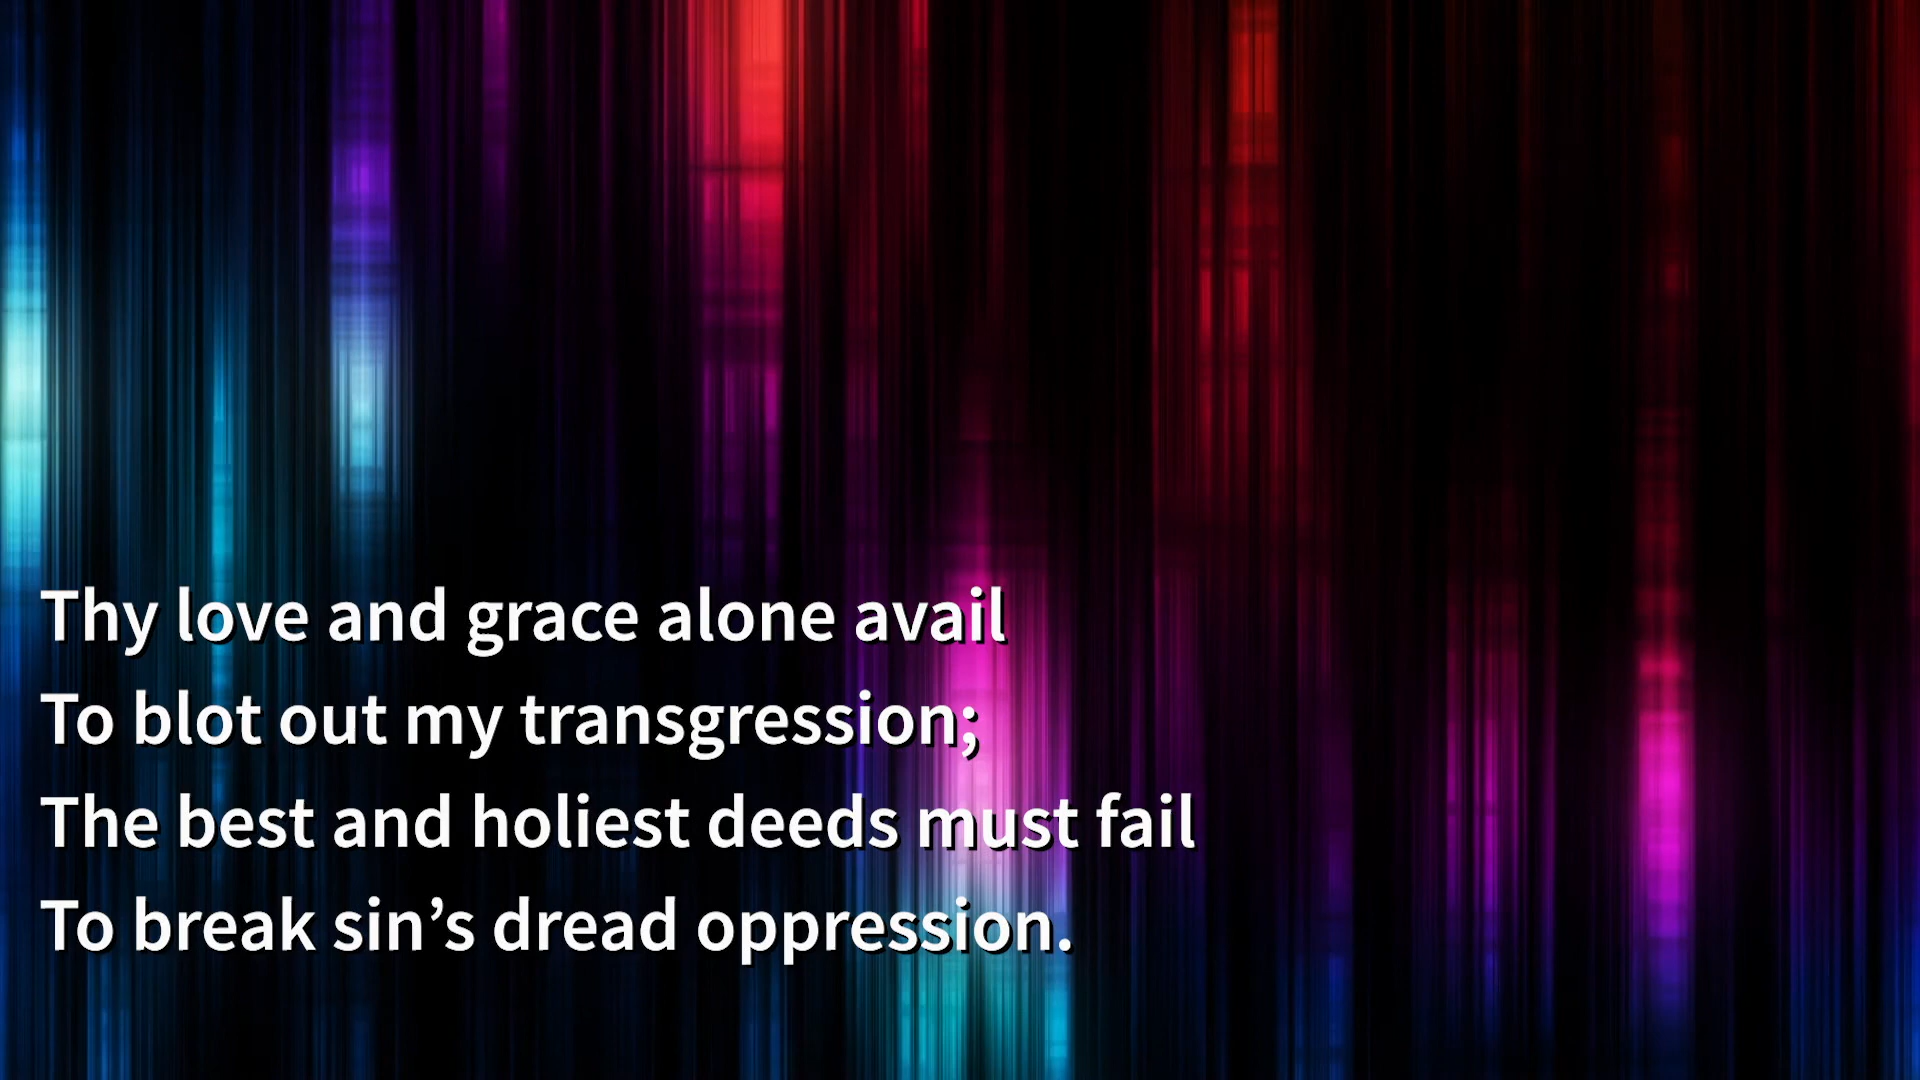 Thy love and grace alone avail
To blot out my transgression;
The best and holiest deeds must fail
To break sin’s dread oppression.